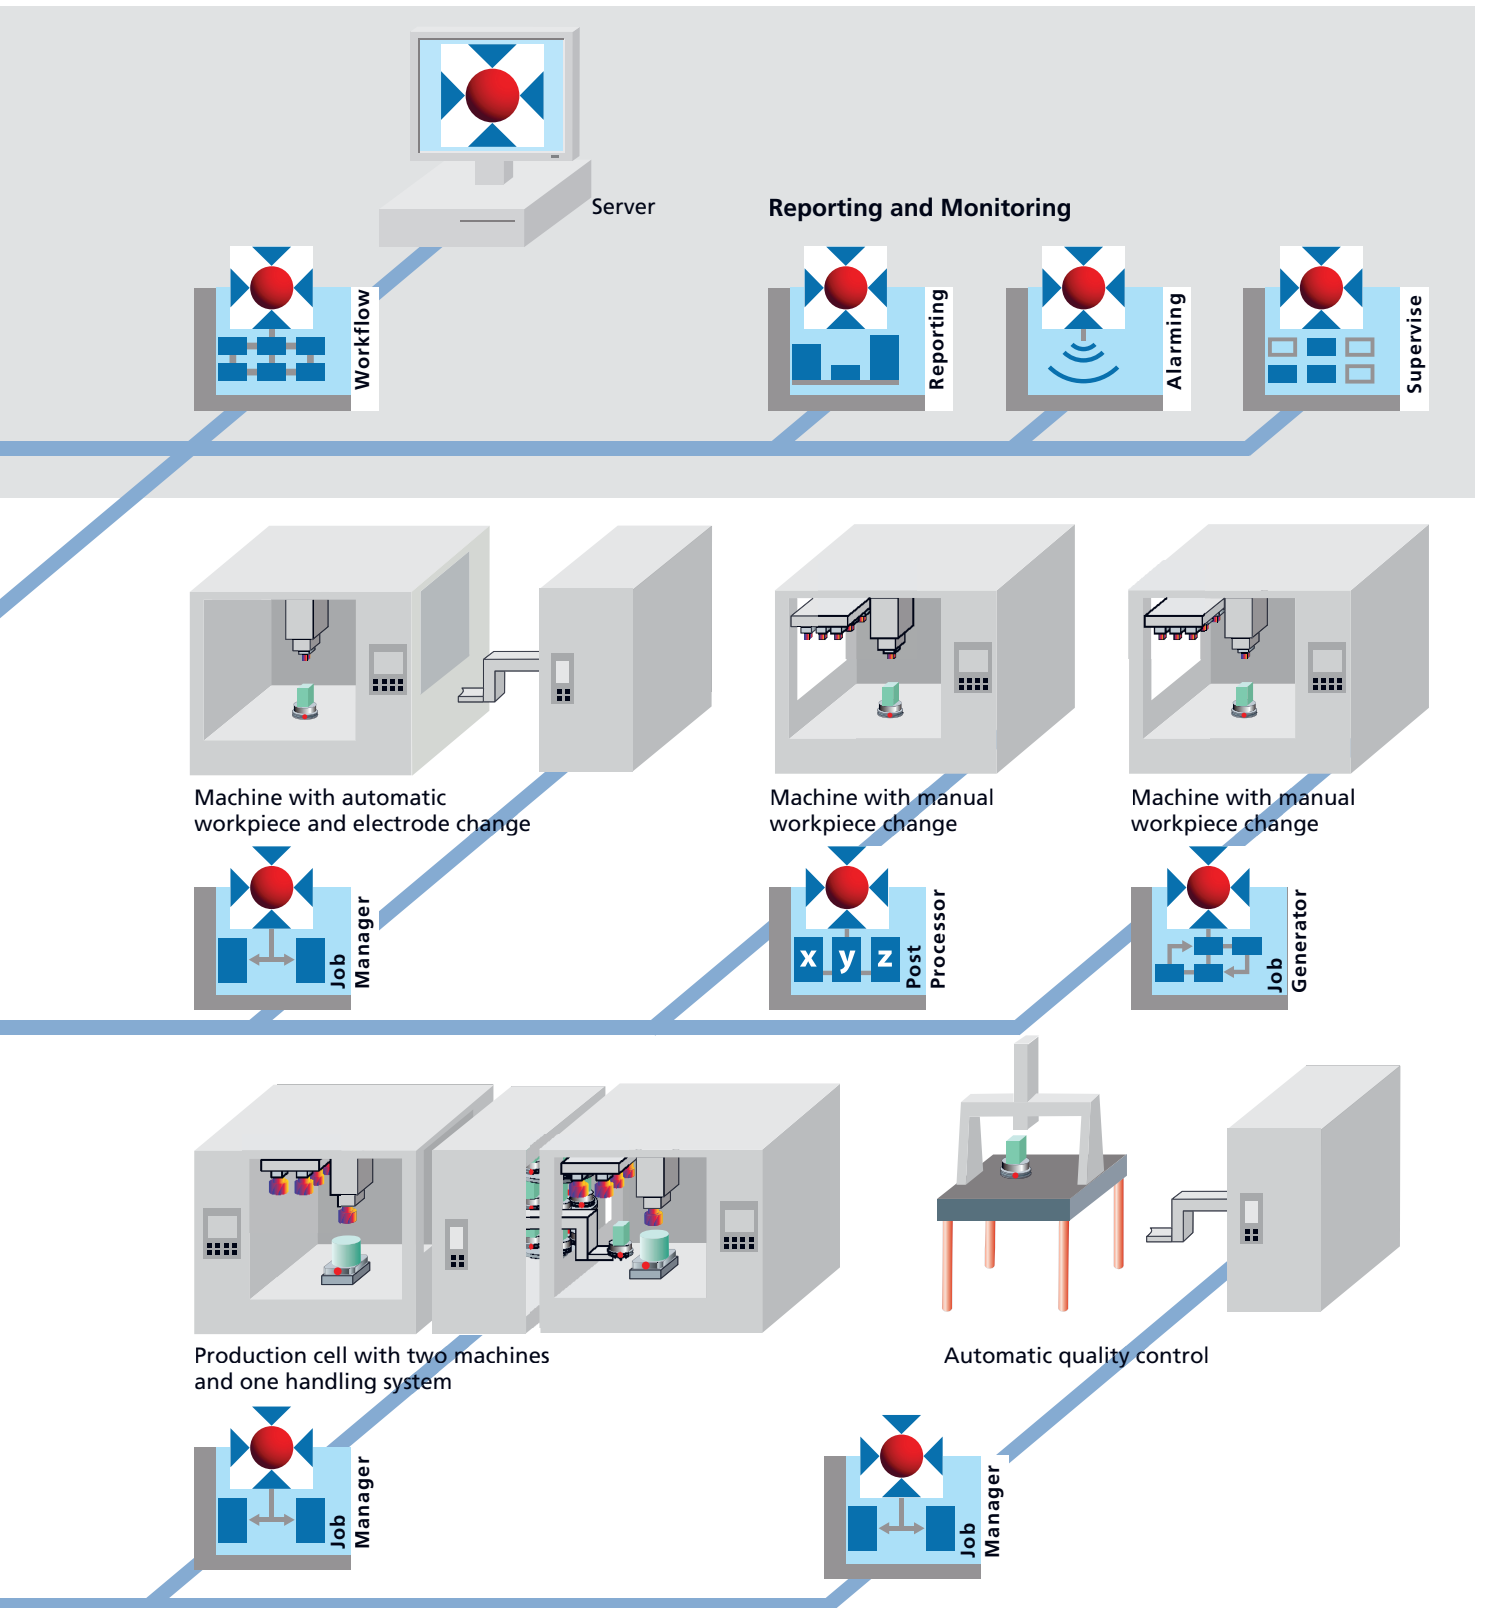 Server
Reporting and Monitoring
Workflow
Reporting
Alarming
Supervise
Machine with automatic
workpiece and electrode change
Machine with manual
workpiece change
Machine with manual
workpiece change
Job
Manager
x y z
Post
Processor
Job
Generator
Production cell with two machines
and one handling system
Automatic quality control
Job
Manager
Job
Manager